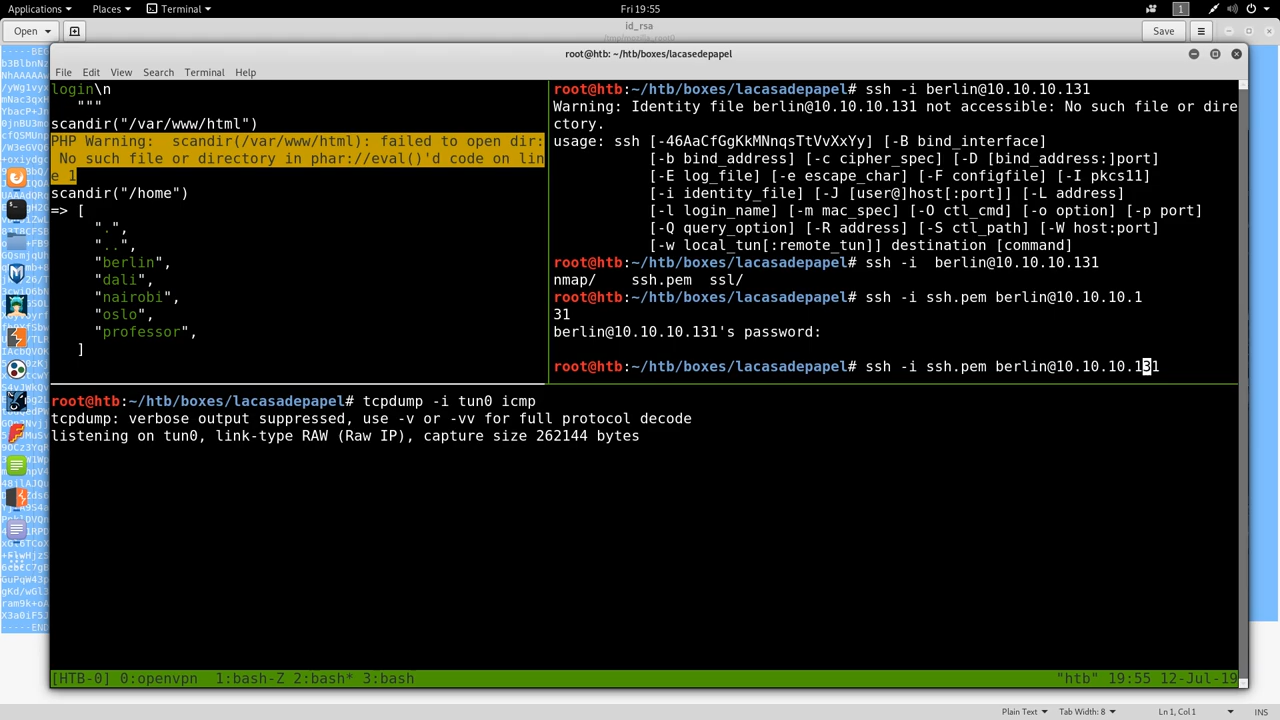 Applications Places Terminal Fri 19:55 1
Open id_rsa Save
/tmp/mozilla_root0
root@htb: ~/htb/boxes/lacasedepapel
File Edit View Search Terminal Help
login\n
"""
scandir("/var/www/html")
PHP Warning:  scandir(/var/www/html): failed to open dir:
No such file or directory in phar://eval()'d code on lin
e 1
scandir("/home")
=> [
".",
"..",
"berlin",
"dali",
"nairobi",
"oslo",
"professor",
]
root@htb:~/htb/boxes/lacasadepapel# ssh -i berlin@10.10.10.131
Warning: Identity file berlin@10.10.10.131 not accessible: No such file or dire
ctory.
usage: ssh [-46AaCfGgKkMNnqsTtVvXxYy] [-B bind_interface]
[-b bind_address] [-c cipher_spec] [-D [bind_address:]port]
[-E log_file] [-e escape_char] [-F configfile] [-I pkcs11]
[-i identity_file] [-J [user@]host[:port]] [-L address]
[-l login_name] [-m mac_spec] [-O ctl_cmd] [-o option] [-p port]
[-Q query_option] [-R address] [-S ctl_path] [-W host:port]
[-w local_tun[:remote_tun]] destination [command]
root@htb:~/htb/boxes/lacasadepapel# ssh -i  berlin@10.10.10.131
nmap/ ssh.pem ssl/
root@htb:~/htb/boxes/lacasadepapel# ssh -i ssh.pem berlin@10.10.10.1
31
berlin@10.10.10.131's password:
root@htb:~/htb/boxes/lacasadepapel# ssh -i ssh.pem berlin@10.10.10.131
root@htb:~/htb/boxes/lacasadepapel# tcpdump -i tun0 icmp
tcpdump: verbose output suppressed, use -v or -vv for full protocol decode
listening on tun0, link-type RAW (Raw IP), capture size 262144 bytes
[HTB-0] 0:openvpn 1:bash-Z 2:bash* 3:bash "htb" 19:55 12-Jul-19
Plain Text Tab Width: 8 Ln 1, Col 1 INS